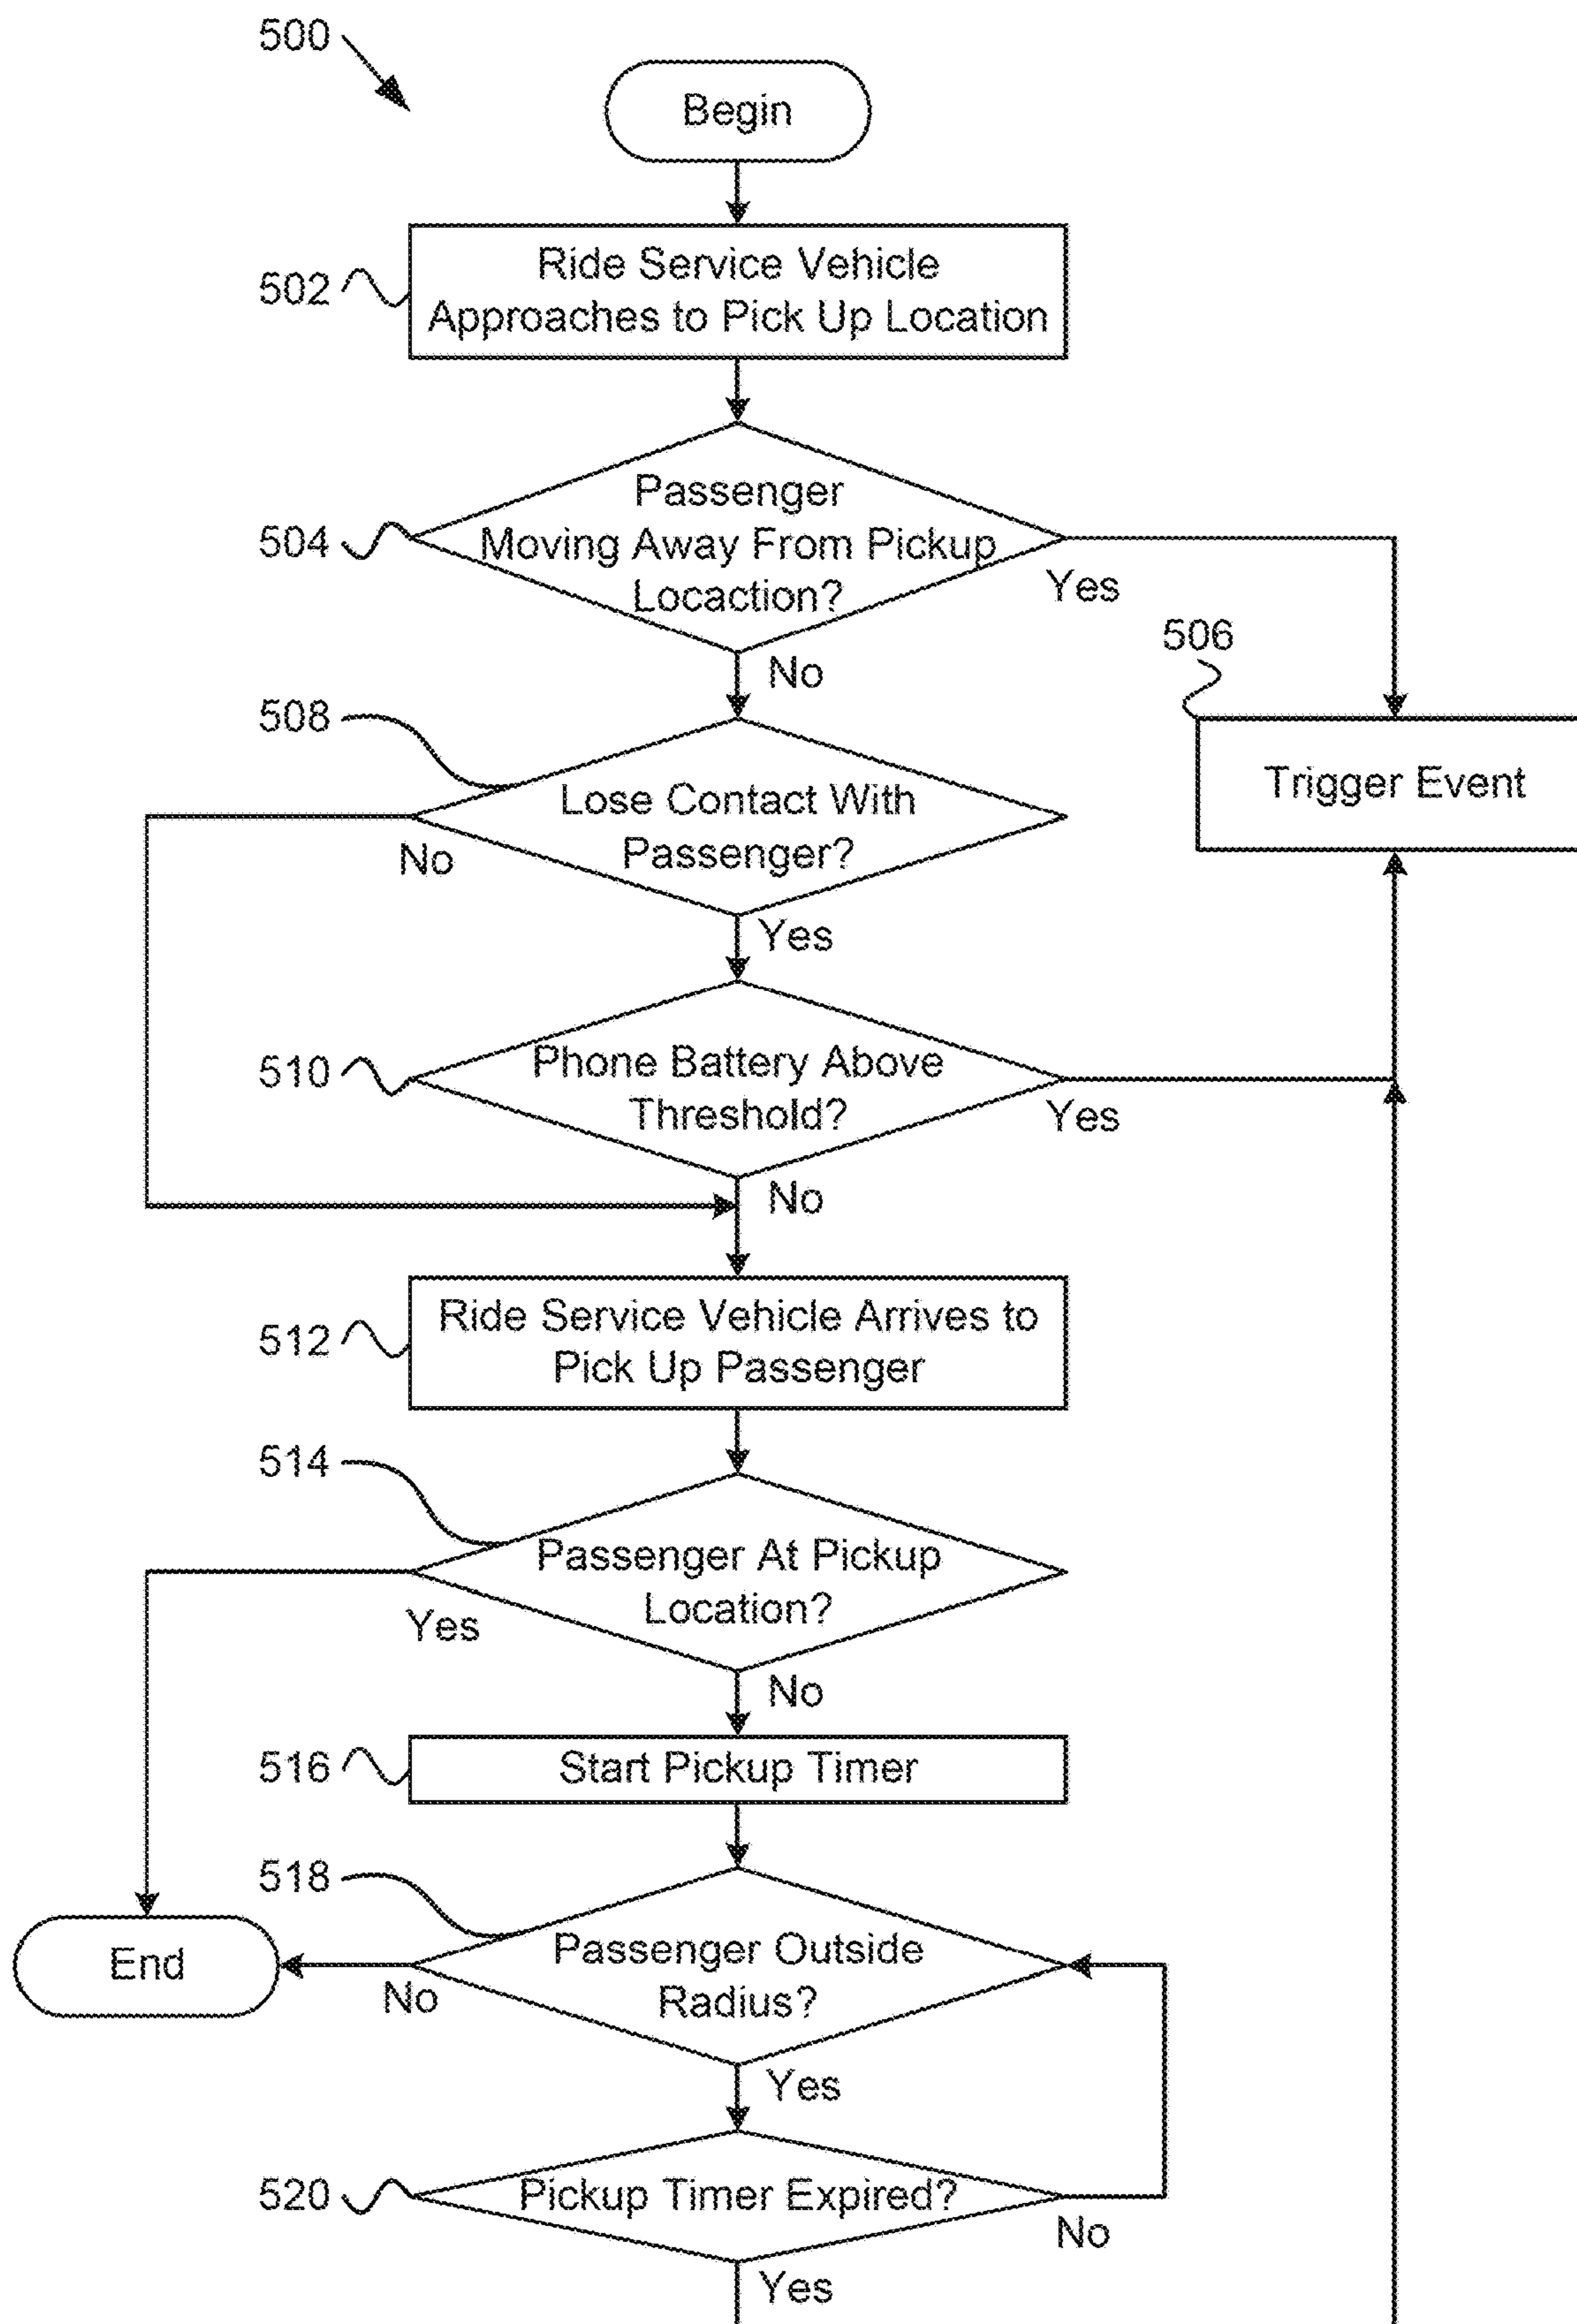 500
Begin
502
Ride Service Vehicle
Approaches to Pick Up Location
504
Passenger
Moving Away From Pickup
Locaction?
Yes
No
506
Trigger Event
508
Lose Contact With
Passenger?
No
Yes
510
Phone Battery Above
Threshold?
Yes
No
512
Ride Service Vehicle Arrives to
Pick Up Passenger
514
Passenger At Pickup
Location?
Yes
No
516
Start Pickup Timer
518
Passenger Outside
Radius?
End
No
Yes
520
Pickup Timer Expired?
No
Yes